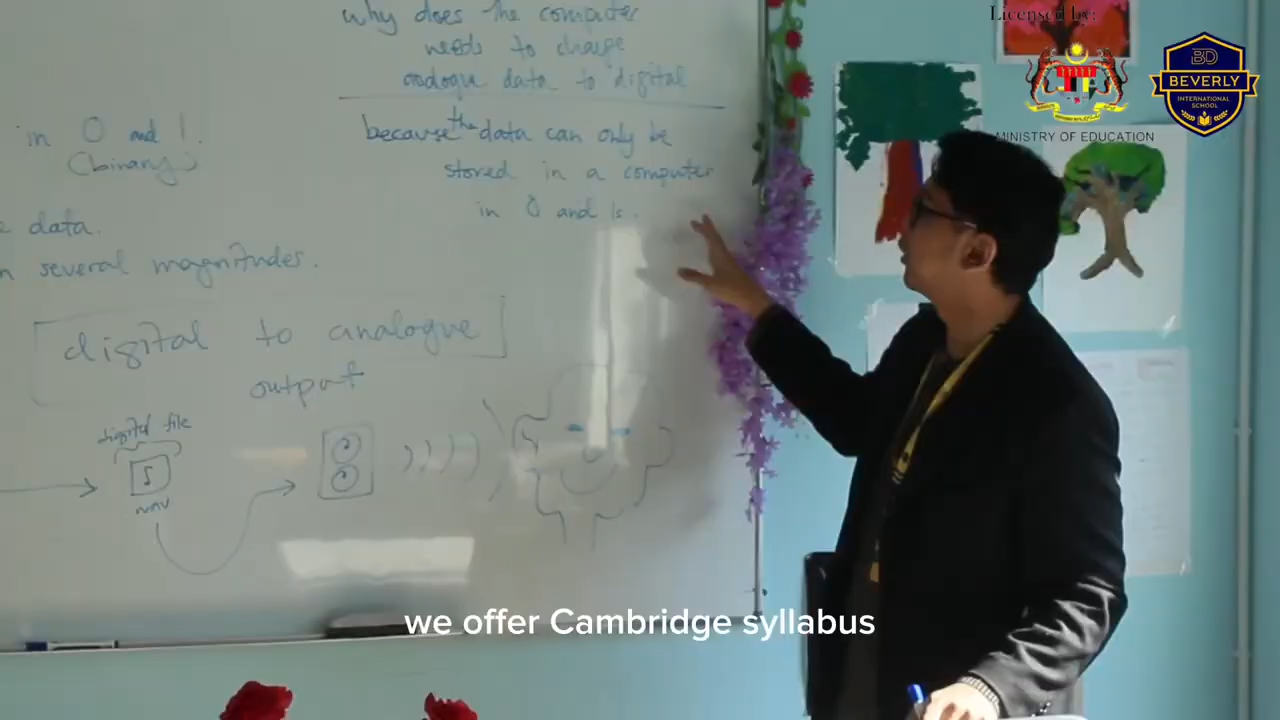 why does the computer
needs to change
analogue data to digital
because the data can only be
stored in a computer
in 0 and 1s.
in 0 and 1.
(binary)
data.
several magnitudes.
digital to analogue
output
digital file
wav
Licensed by:
MINISTRY OF EDUCATION
BD
BEVERLY
INTERNATIONAL
SCHOOL
we offer Cambridge syllabus